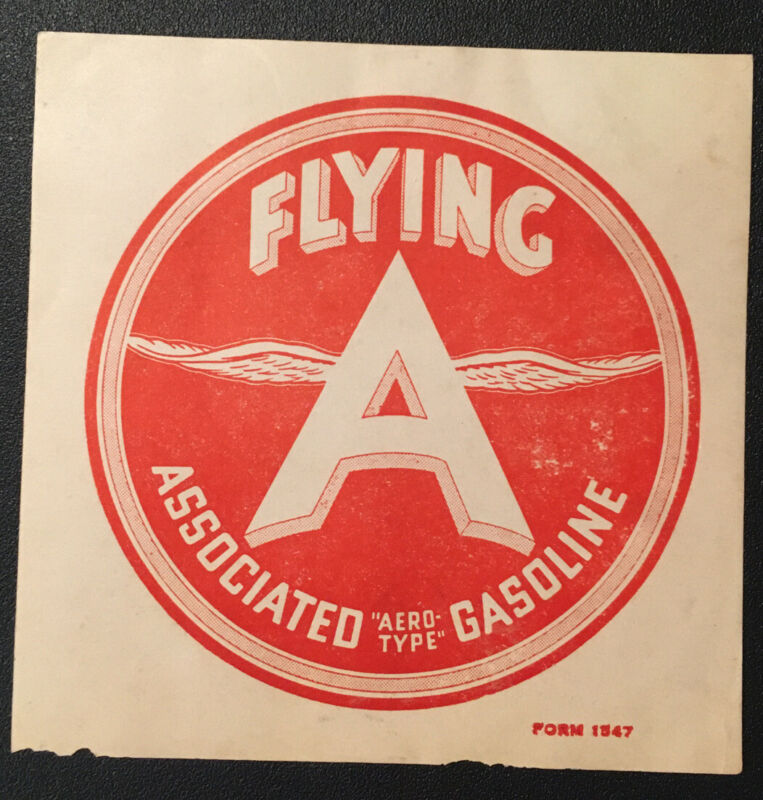 FLYING
A
ASSOCIATED "AERO-
TYPE" GASOLINE
FORM 1547